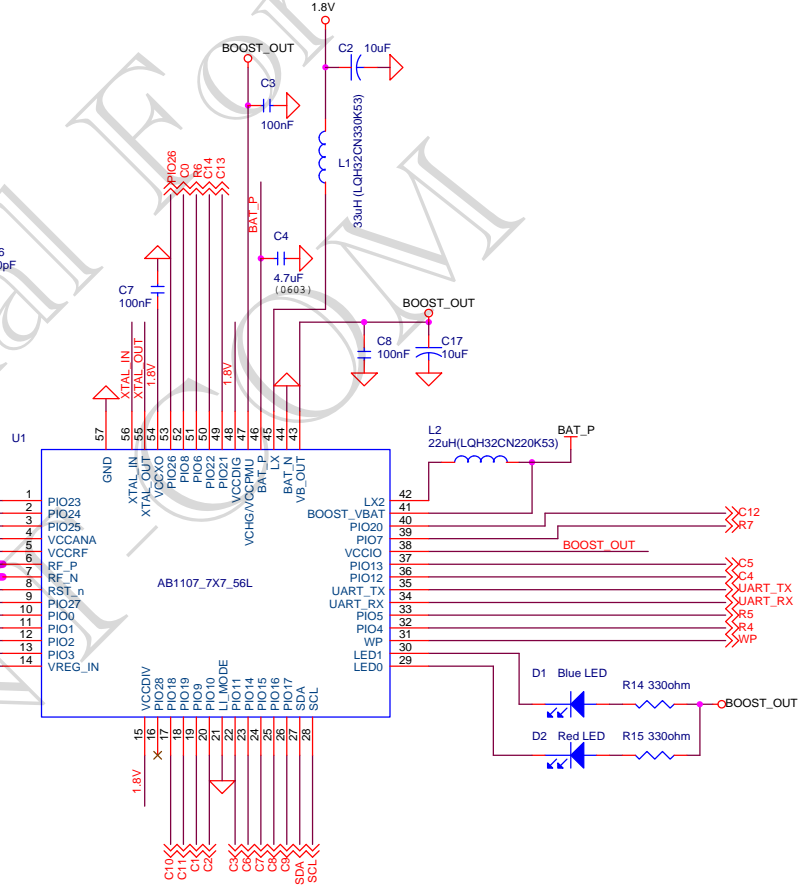 1.8V
BOOST_OUT
C2 10uF
C3
100nF
L1
33uH (LQH32CN330K53)
PIO26
C0
R6
C14
C13
BAT_P
C4
4.7uF
(0603)
C7
100nF
BOOST_OUT
C8
100nF
C17
10uF
XTAL_IN
XTAL_OUT
1.8V
1.8V
U1
57
56
55
54
53
52
51
50
49
48
47
46
45
44
43
GND
XTAL_IN
XTAL_OUT
VCCXO
PIO26
PIO8
PIO6
PIO22
PIO21
VCCDIG
VCHG/VCCPMU
BAT_P
LX
BAT_N
VB_OUT
L2
22uH(LQH32CN220K53)
BAT_P
1 PIO23
2 PIO24
3 PIO25
4 VCCANA
5 VCCRF
6 RF_P
7 RF_N
8 RST_n
9 PIO27
10 PIO0
11 PIO1
12 PIO2
13 PIO3
14 VREG_IN
AB1107_7X7_56L
LX2 42
BOOST_VBAT 41
PIO20 40 C12
PIO7 39 R7
VCCIO 38 BOOST_OUT
PIO13 37 C5
PIO12 36 C4
UART_TX 35 UART_TX
UART_RX 34 UART_RX
PIO5 33 R5
PIO4 32 R4
WP 31 WP
LED1 30
LED0 29
D1 Blue LED
R14 330ohm
BOOST_OUT
D2 Red LED
R15 330ohm
VCCDIV
PIO28
PIO18
PIO19
PIO9
PIO10
LI_MODE
PIO11
PIO14
PIO15
PIO16
PIO17
SDA
SCL
15
16
17
18
19
20
21
22
23
24
25
26
27
28
1.8V
C10
C11
C1
C2
C3
C6
C7
C8
C9
SDA
SCL